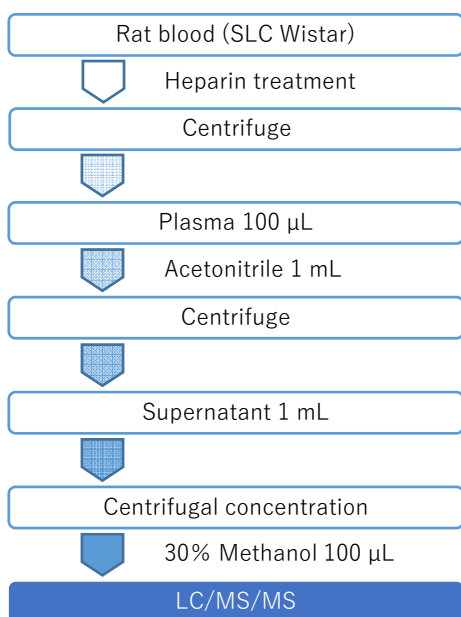 Rat blood (SLC Wistar)
Heparin treatment
Centrifuge
Plasma 100 μL
Acetonitrile 1 mL
Centrifuge
Supernatant 1 mL
Centrifugal concentration
30% Methanol 100 μL
LC/MS/MS